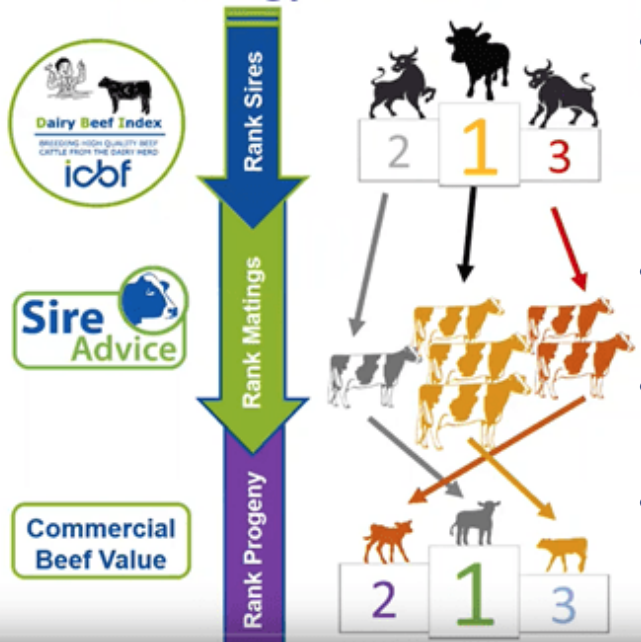 Rank Sires
Dairy Beef Index
BREEDING HIGH QUALITY BEEF
CATTLE FROM THE DAIRY HERD
icbf
2
1
3
Rank Matings
Sire
Advice
Rank Progeny
Commercial
Beef Value
2
1
3